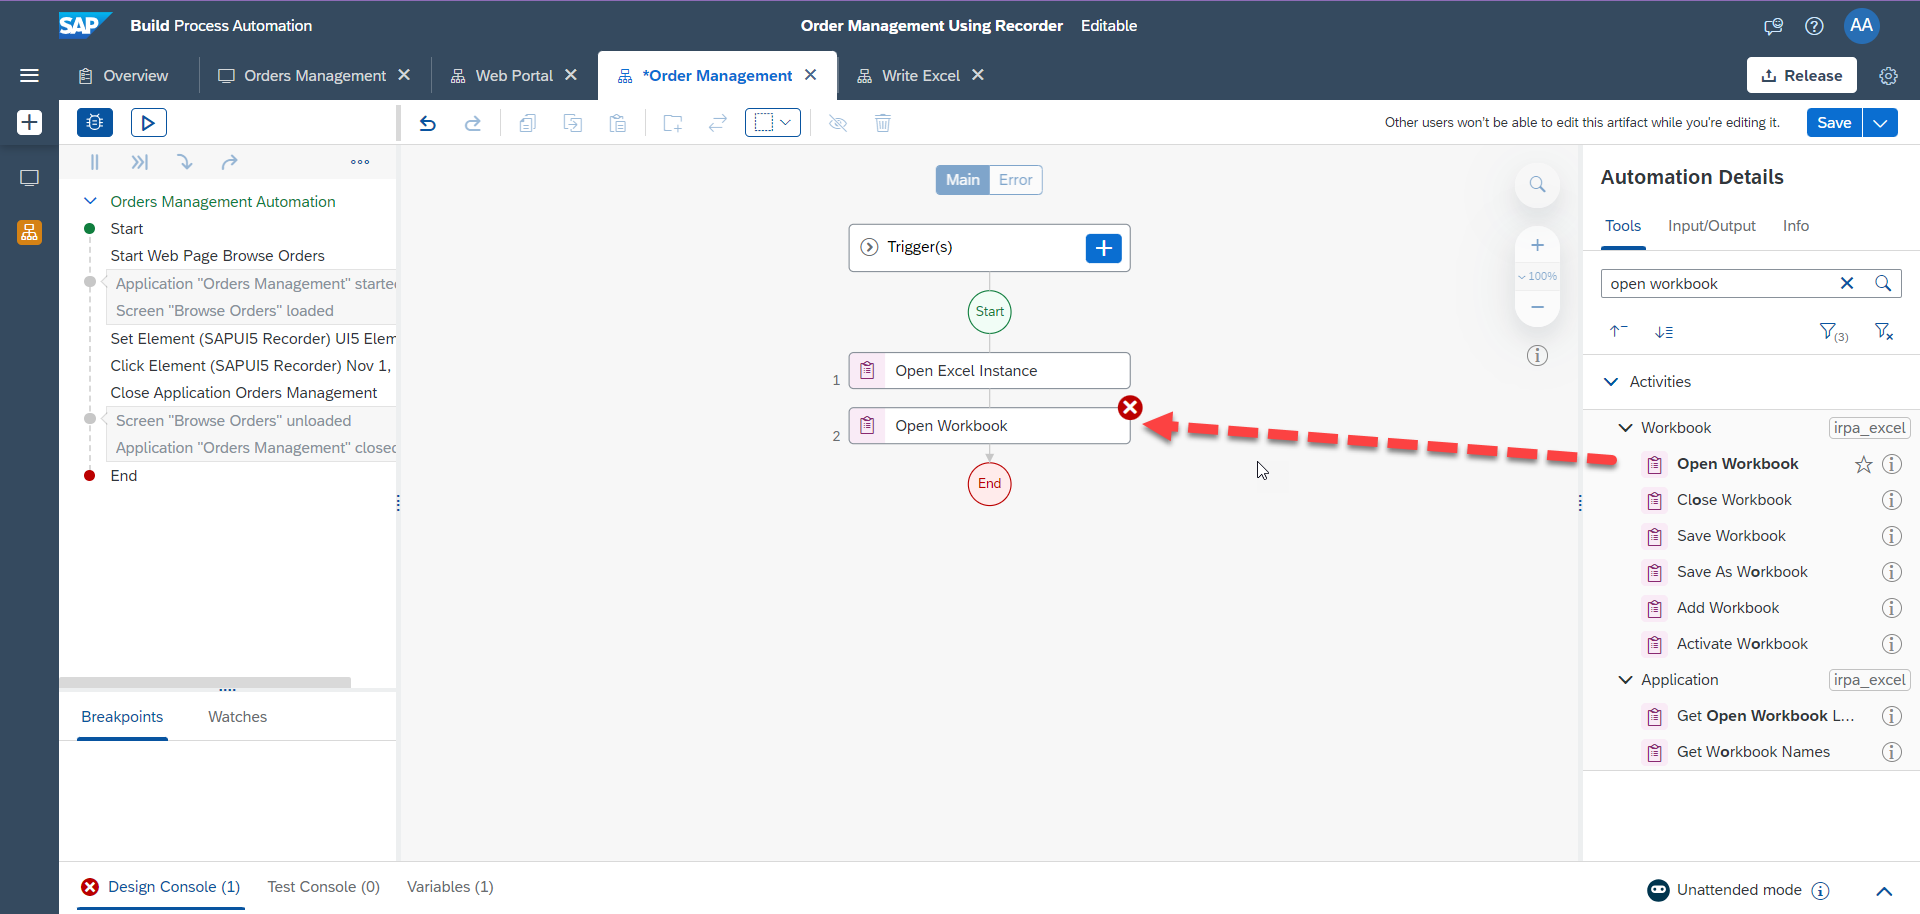 SAP Build Process Automation
Order Management Using Recorder Editable
AA
Overview
Orders Management
Web Portal
*Order Management
Write Excel
Release
Other users won't be able to edit this artifact while you're editing it.
Save
Orders Management Automation
Start
Start Web Page Browse Orders
Application "Orders Management" starte
Screen "Browse Orders" loaded
Set Element (SAPUI5 Recorder) UI5 Elem
Click Element (SAPUI5 Recorder) Nov 1,
Close Application Orders Management
Screen "Browse Orders" unloaded
Application "Orders Management" closed
End
Breakpoints
Watches
Main
Error
Trigger(s)
Start
1
Open Excel Instance
2
Open Workbook
End
100%
Automation Details
Tools
Input/Output
Info
open workbook
(3)
Activities
Workbook irpa_excel
Open Workbook
Close Workbook
Save Workbook
Save As Workbook
Add Workbook
Activate Workbook
Application irpa_excel
Get Open Workbook L...
Get Workbook Names
Design Console (1)
Test Console (0)
Variables (1)
Unattended mode